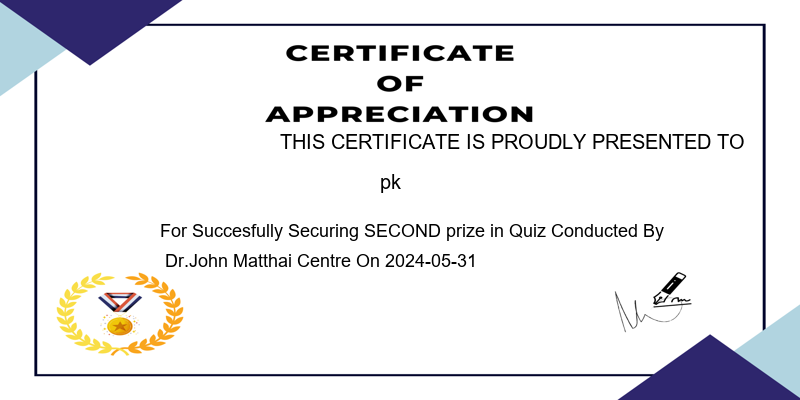 CERTIFICATE
OF
APPRECIATION
THIS CERTIFICATE IS PROUDLY PRESENTED TO
pk
For Succesfully Securing SECOND prize in Quiz Conducted By
Dr.John Matthai Centre On 2024-05-31